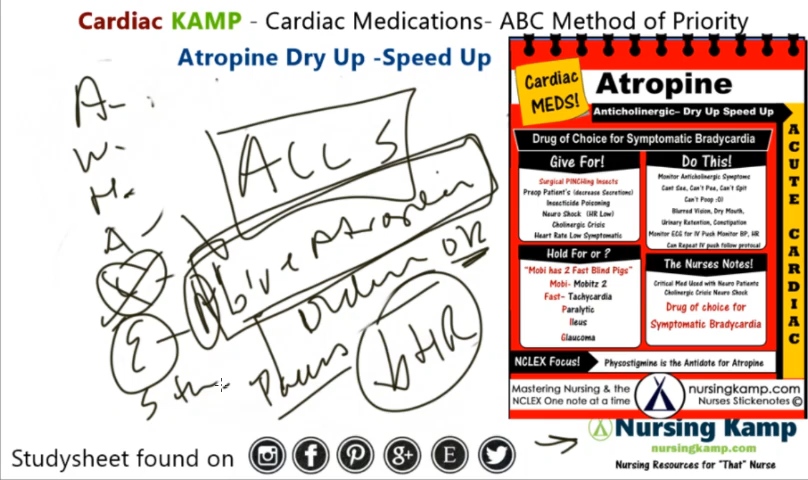 Cardiac KAMP - Cardiac Medications- ABC Method of Priority
Atropine Dry Up -Speed Up
A-
W-
H-
A-
E-
ACLS
Give Atropin
Order OR
↓HR
5 the
Cardiac
MEDS!
Atropine
Anticholinergic– Dry Up Speed Up
Drug of Choice for Symptomatic Bradycardia
Give For!
Surgical PINCHing Insects
Preop Patient's (decrease Secretions)
Insecticide Poisoning
Neuro Shock (HR Low)
Cholinergic Crisis
Heart Rate Low Symptomatic
Do This!
Monitor Anticholinergic Symptoms
Cant See, Can't Pee, Can't Spit
Can't Poop :0)
Blurred Vision, Dry Mouth,
Urinary Retention, Constipation
Monitor ECG for IV Push Monitor BP, HR
Can Repeat IV push follow protocal
Hold For or ?
"Mobi has 2 Fast Blind Pigs"
Mobi- Mobitz 2
Fast- Tachycardia
Paralytic
Ileus
Glaucoma
The Nurses Notes!
Critical Med Used with Neuro Patients
Cholinergic Crisis Neuro Shock
Drug of choice for
Symptomatic Bradycardia
NCLEX Focus!
Physostigmine is the Antidote for Atropine
ACUTE CARDIAC
Mastering Nursing & the
NCLEX One note at a time
nursingkamp.com
Nurses Stickenotes ©
Nursing Kamp
nursingkamp.com
Nursing Resources for "That" Nurse
Studysheet found on